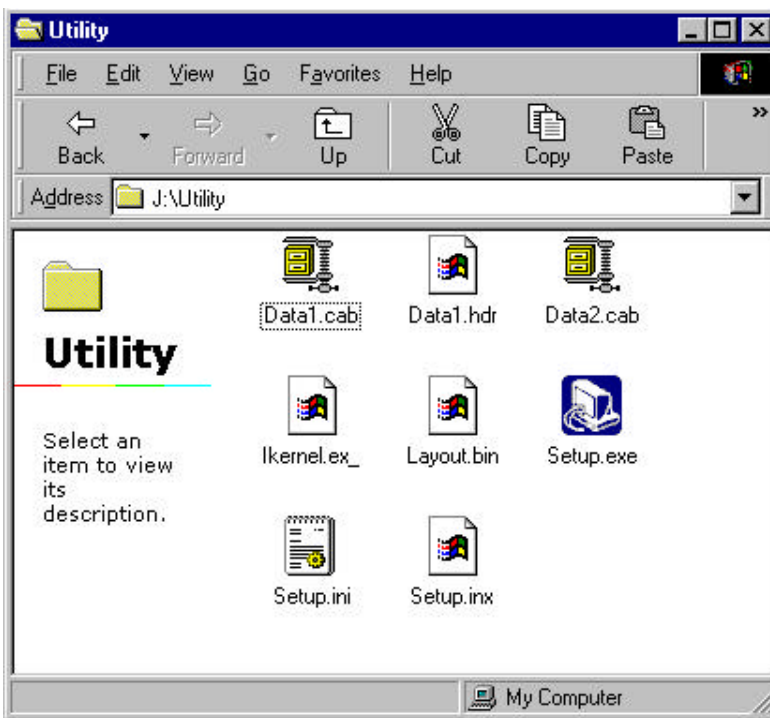 Utility
File Edit View Go Favorites Help
Back Forward Up Cut Copy Paste »
Address J:\Utility
Utility
Select an
item to view
its
description.
Data1.cab Data1.hdr Data2.cab
Ikernel.ex_ Layout.bin Setup.exe
Setup.ini Setup.inx
My Computer